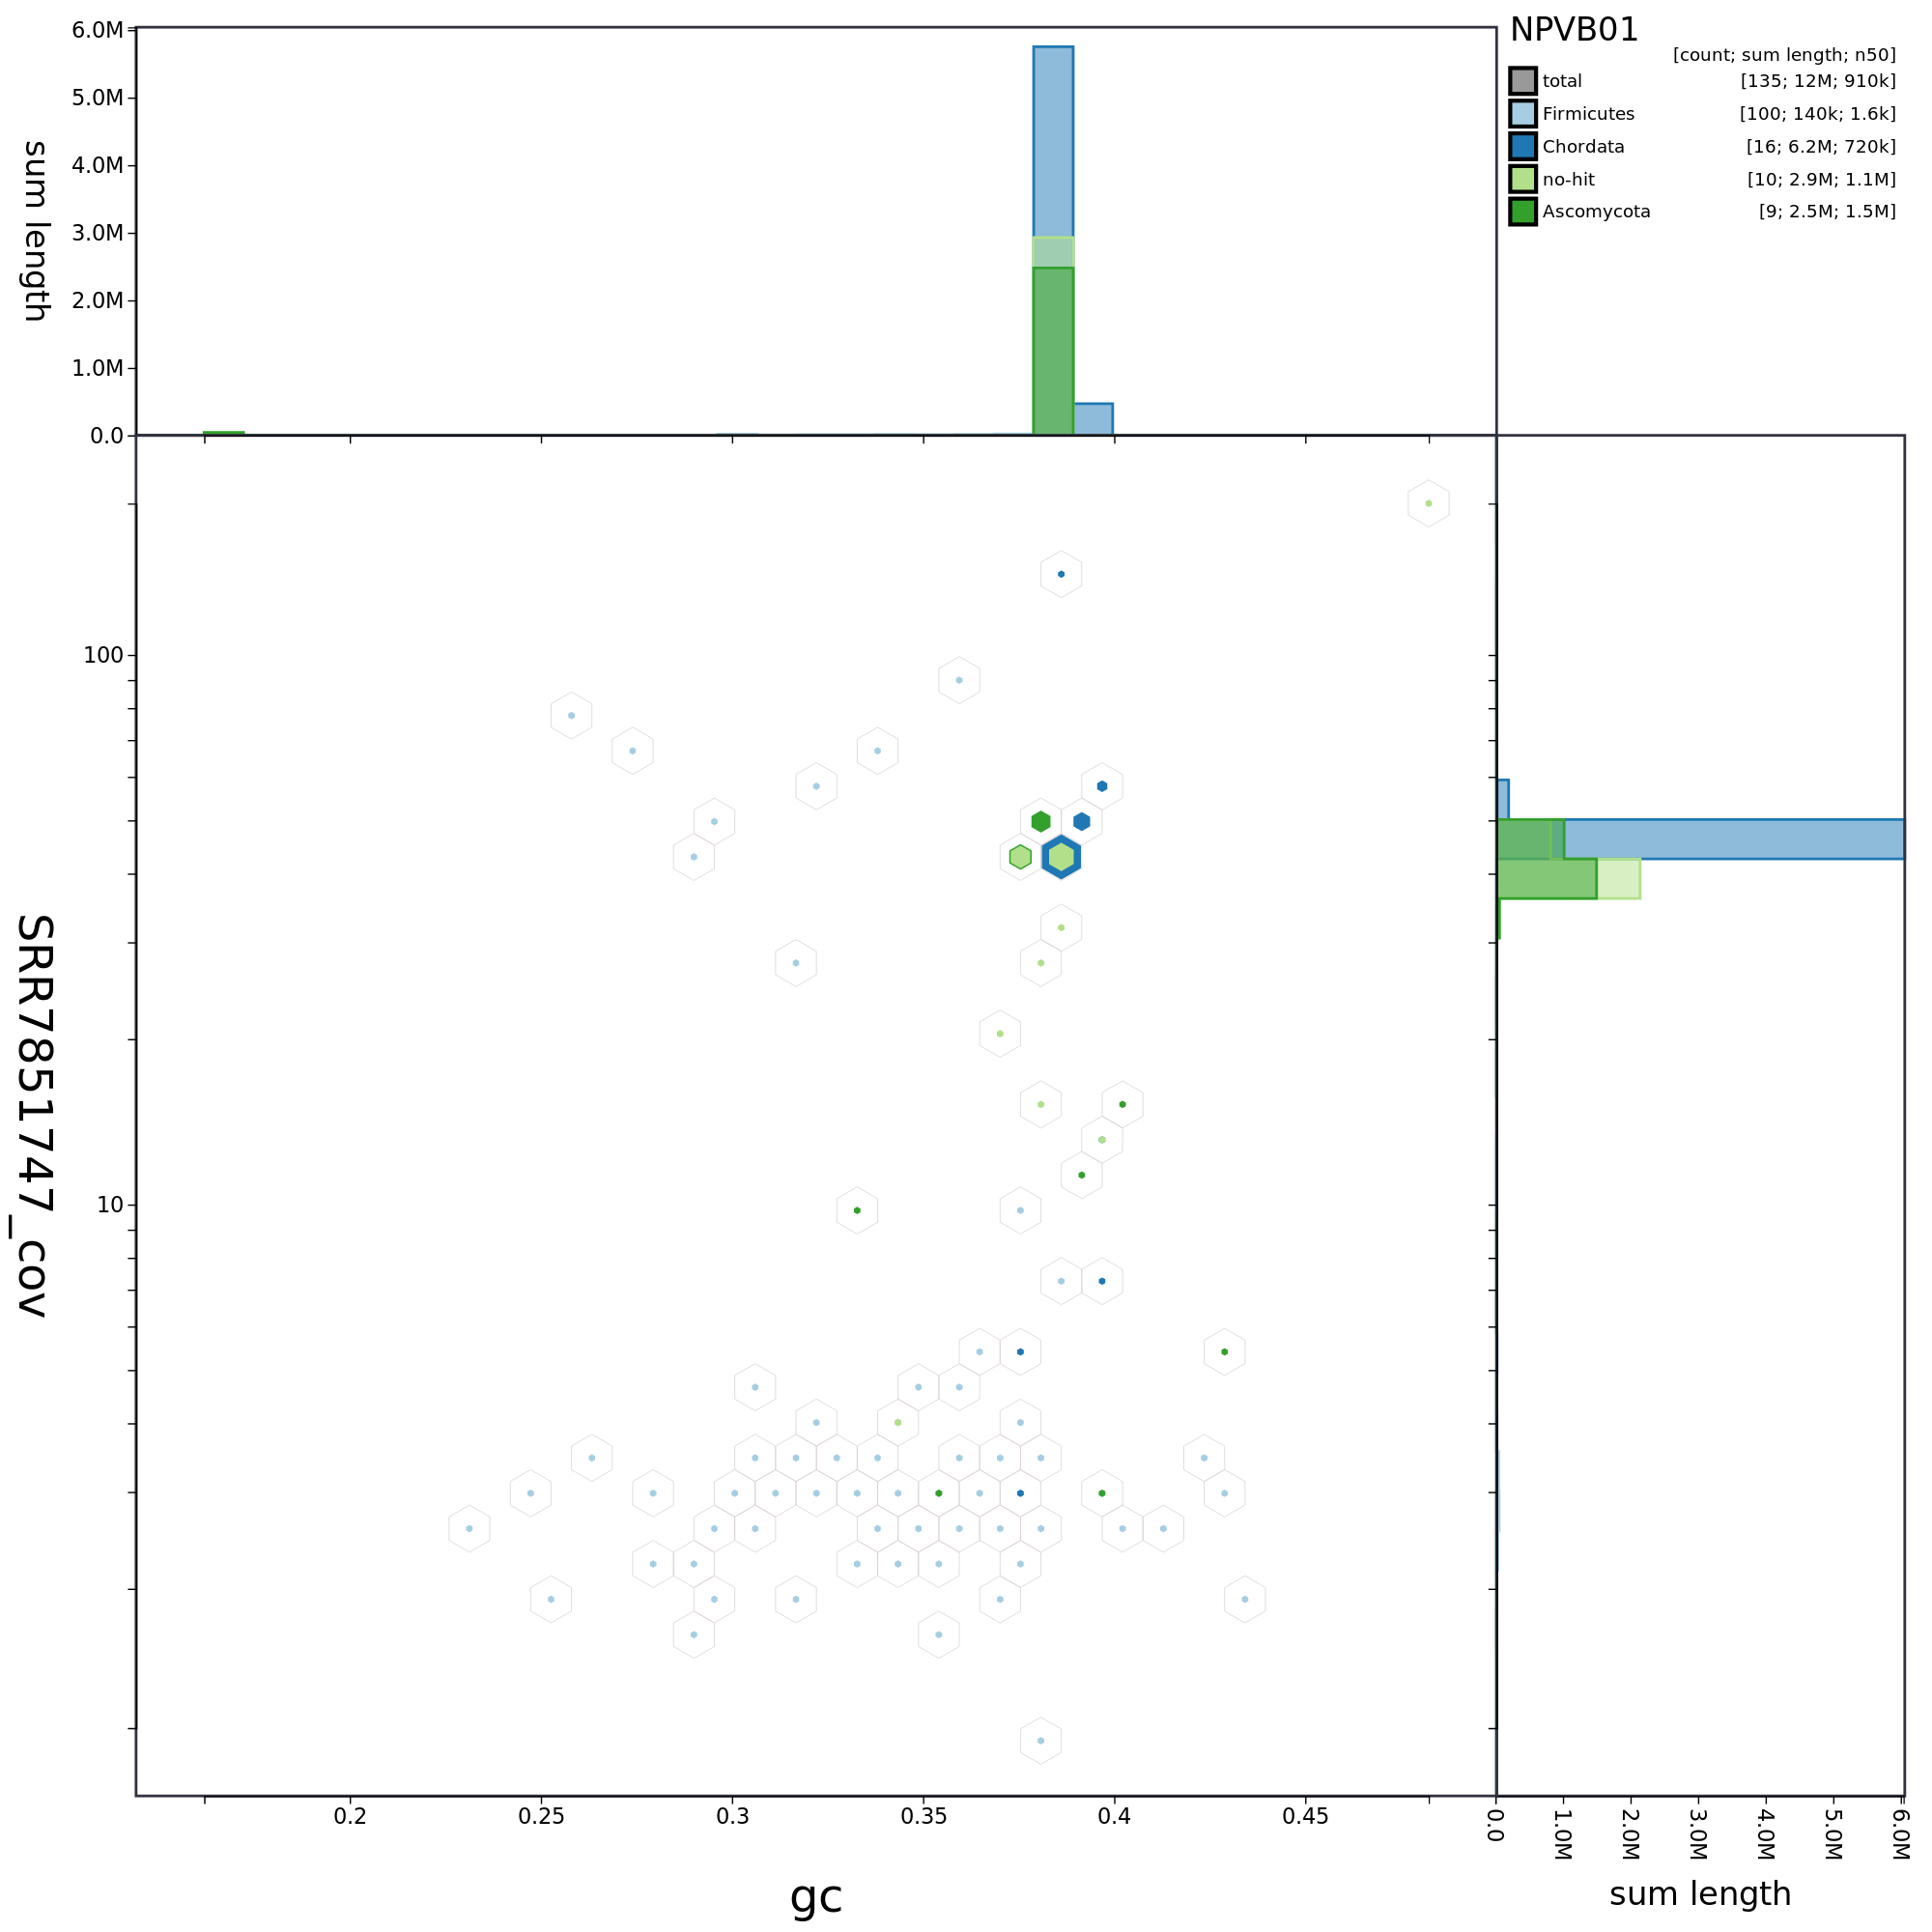 NPVB01
[count; sum length; n50]
total [135; 12M; 910k]
Firmicutes [100; 140k; 1.6k]
Chordata [16; 6.2M; 720k]
no-hit [10; 2.9M; 1.1M]
Ascomycota [9; 2.5M; 1.5M]
sum length
6.0M
5.0M
4.0M
3.0M
2.0M
1.0M
0.0
SRR7851747_cov
100
10
0.2 0.25 0.3 0.35 0.4 0.45
gc
0.0 1.0M 2.0M 3.0M 4.0M 5.0M 6.0M
sum length